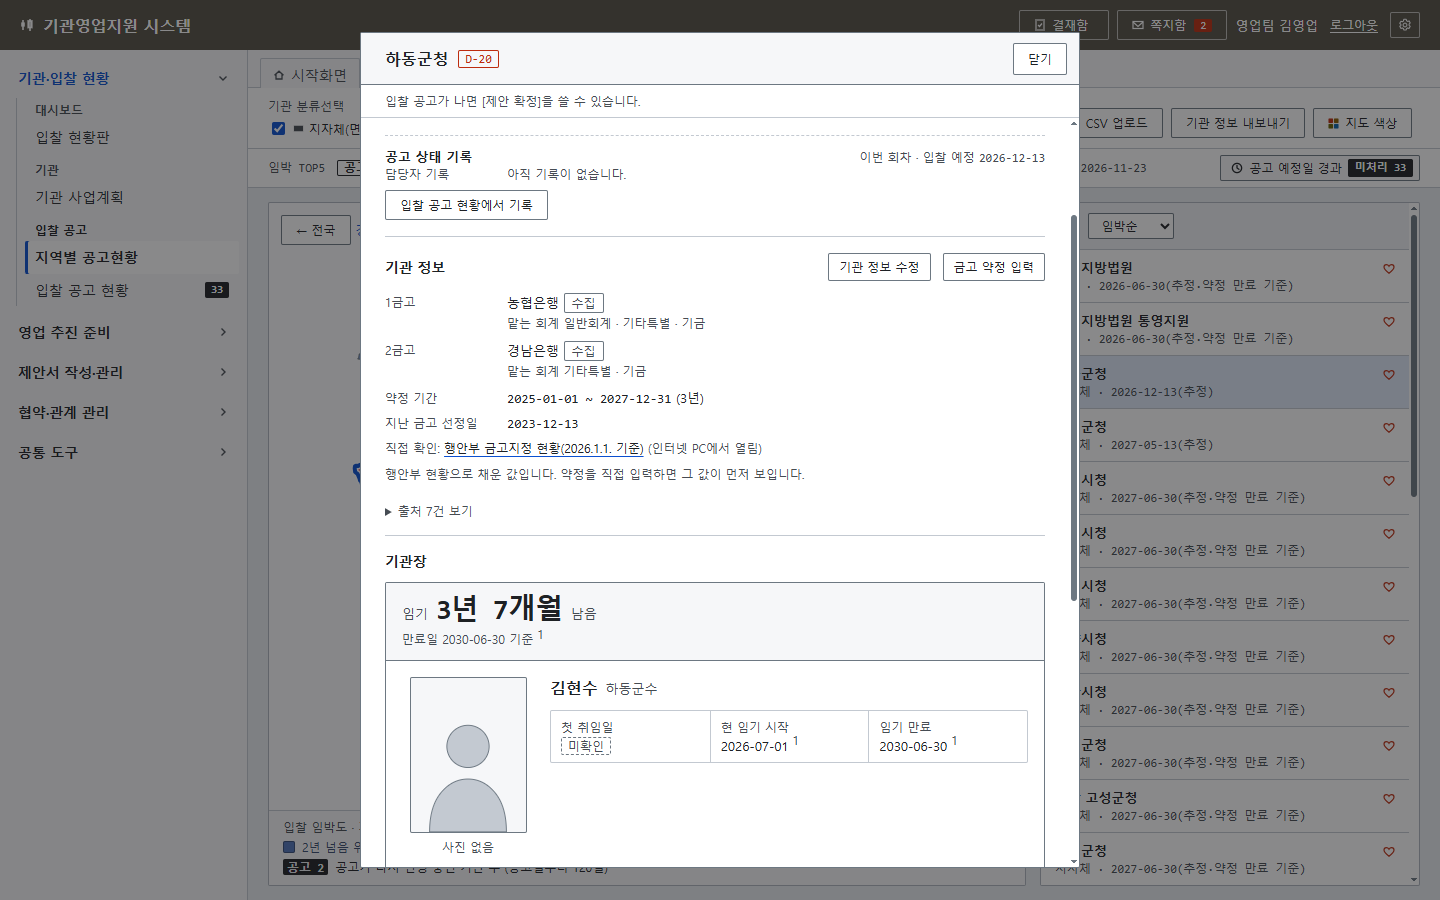 기관영업지원 시스템
결재함
쪽지함 2
영업팀 김영업
로그아웃
기관·입찰 현황
대시보드
입찰 현황판
기관
기관 사업계획
입찰 공고
지역별 공고현황
입찰 공고 현황 33
영업 추진 준비
제안서 작성·관리
협약·관계 관리
공통 도구
시작화면
기관 분류선택
지자체(면
CSV 업로드
기관 정보 내보내기
지도 색상
임박 TOP5
2026-11-23
공고 예정일 경과 미처리 33
← 전국
하동군청 D-20
닫기
입찰 공고가 나면 [제안 확정]을 쓸 수 있습니다.
공고 상태 기록
이번 회차 · 입찰 예정 2026-12-13
담당자 기록
아직 기록이 없습니다.
입찰 공고 현황에서 기록
기관 정보
기관 정보 수정
금고 약정 입력
1금고
농협은행 수집
맡는 회계 일반회계 · 기타특별 · 기금
2금고
경남은행 수집
맡는 회계 기타특별 · 기금
약정 기간
2025-01-01 ~ 2027-12-31 (3년)
지난 금고 선정일
2023-12-13
직접 확인: 행안부 금고지정 현황(2026.1.1. 기준) (인터넷 PC에서 열림)
행안부 현황으로 채운 값입니다. 약정을 직접 입력하면 그 값이 먼저 보입니다.
▶ 출처 7건 보기
기관장
임기 3년 7개월 남음
만료일 2030-06-30 기준 1
사진 없음
김현수 하동군수
첫 취임일
미확인
현 임기 시작
2026-07-01 1
임기 만료
2030-06-30 1
임박순
지방법원
· 2026-06-30(추정·약정 만료 기준)
지방법원 통영지원
· 2026-06-30(추정·약정 만료 기준)
군청
체 · 2026-12-13(추정)
군청
체 · 2027-05-13(추정)
시청
체 · 2027-06-30(추정·약정 만료 기준)
시청
체 · 2027-06-30(추정·약정 만료 기준)
시청
체 · 2027-06-30(추정·약정 만료 기준)
시청
체 · 2027-06-30(추정·약정 만료 기준)
시청
체 · 2027-06-30(추정·약정 만료 기준)
군청
체 · 2027-06-30(추정·약정 만료 기준)
고성군청
체 · 2027-06-30(추정·약정 만료 기준)
군청
2027-06-30(추정·약정 만료 기준)
입찰 임박도 ·
2년 넘음
공고 2